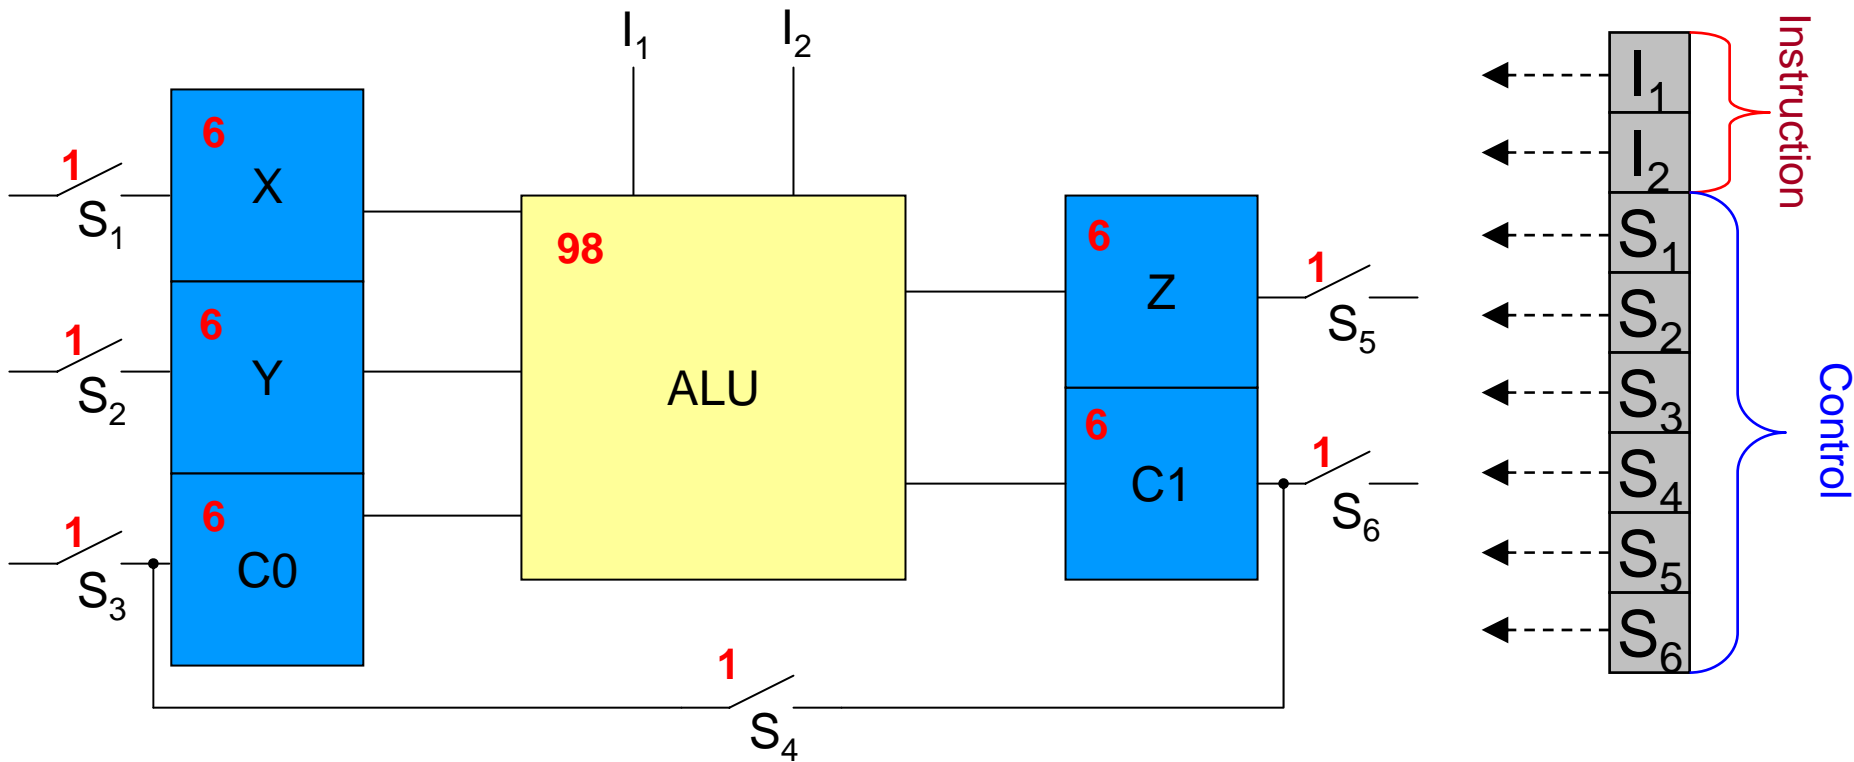 I1
I2
1
S1
6
X
1
S2
6
Y
1
S3
6
C0
98
ALU
6
Z
6
C1
1
S5
1
S6
1
S4
I1
I2
S1
S2
S3
S4
S5
S6
Instruction
Control